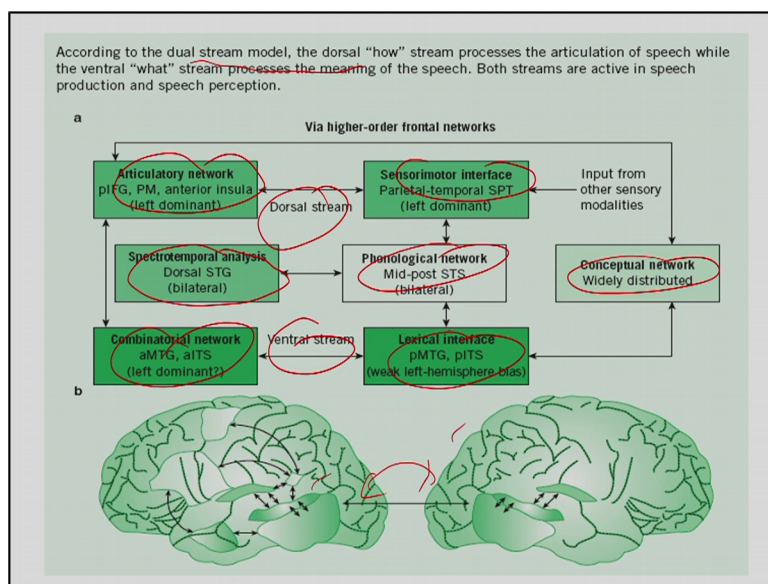 According to the dual stream model, the dorsal “how” stream processes the articulation of speech while
the ventral “what” stream processes the meaning of the speech. Both streams are active in speech
production and speech perception.
a
Via higher-order frontal networks
Articulatory network
pIFG, PM, anterior insula
(left dominant)
Dorsal stream
Sensorimotor interface
Parietal-temporal SPT
(left dominant)
Input from
other sensory
modalities
Spectrotemporal analysis
Dorsal STG
(bilateral)
Phonological network
Mid-post STS
(bilateral)
Conceptual network
Widely distributed
Combinatorial network
aMTG, aITS
(left dominant?)
Ventral stream
Lexical interface
pMTG, pITS
(weak left-hemisphere bias)
b